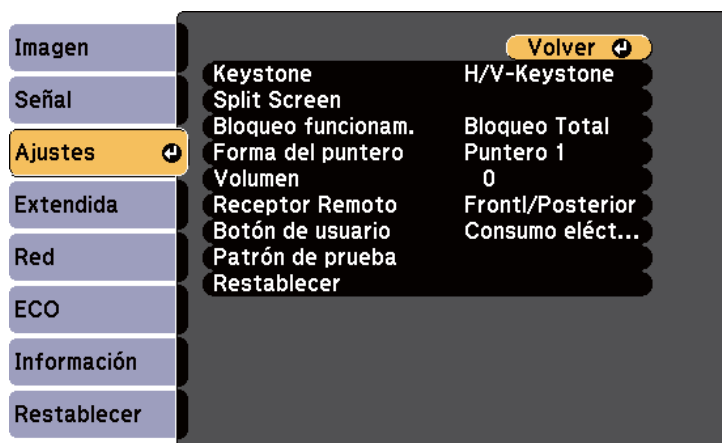 Imagen
Señal
Ajustes
Extendida
Red
ECO
Información
Restablecer
Volver
Keystone H/V-Keystone
Split Screen
Bloqueo funcionam. Bloqueo Total
Forma del puntero Puntero 1
Volumen 0
Receptor Remoto Frontl/Posterior
Botón de usuario Consumo eléct...
Patrón de prueba
Restablecer